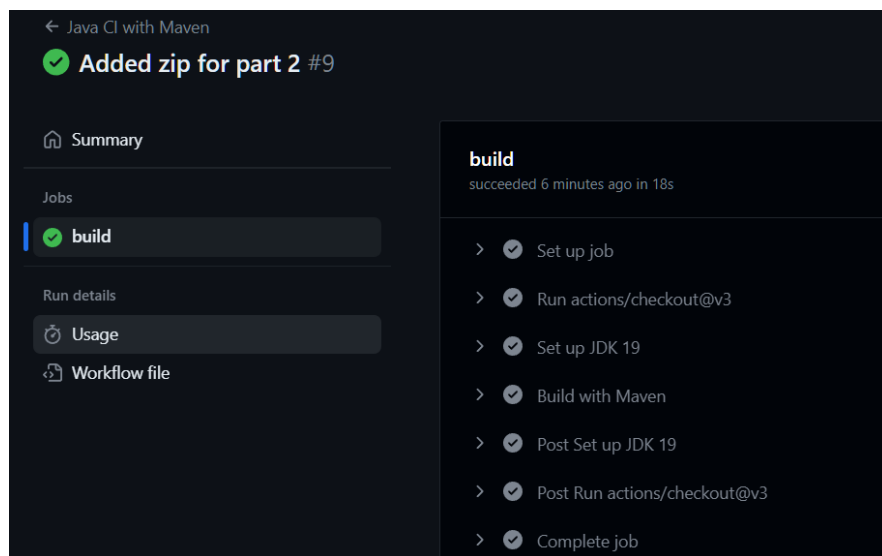 Java CI with Maven
Added zip for part 2 #9
Summary
Jobs
build
Run details
Usage
Workflow file
build
succeeded 6 minutes ago in 18s
Set up job
Run actions/checkout@v3
Set up JDK 19
Build with Maven
Post Set up JDK 19
Post Run actions/checkout@v3
Complete job